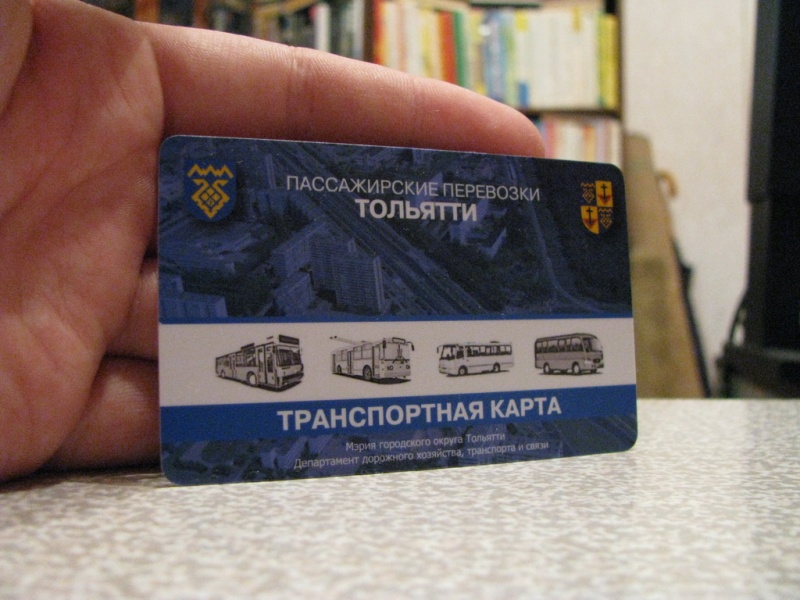 ПАССАЖИРСКИЕ ПЕРЕВОЗКИ
ТОЛЬЯТТИ
ТРАНСПОРТНАЯ КАРТА
Мэрия городского округа Тольятти
Департамент дорожного хозяйства, транспорта и связи